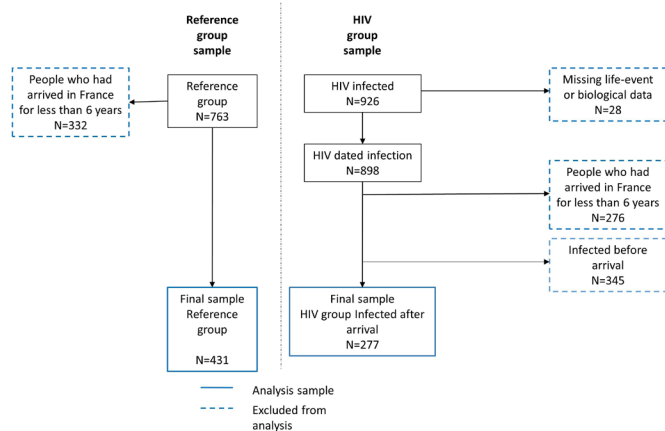 Reference
group
sample
HIV
group
sample
People who had
arrived in France
for less than 6 years
N=332
Reference
group
N=763
HIV infected
N=926
Missing life-event
or biological data
N=28
HIV dated infection
N=898
People who had
arrived in France
for less than 6 years
N=276
Infected before
arrival
N=345
Final sample
Reference
group
N=431
Final sample
HIV group Infected after
arrival
N=277
Analysis sample
Excluded from
analysis